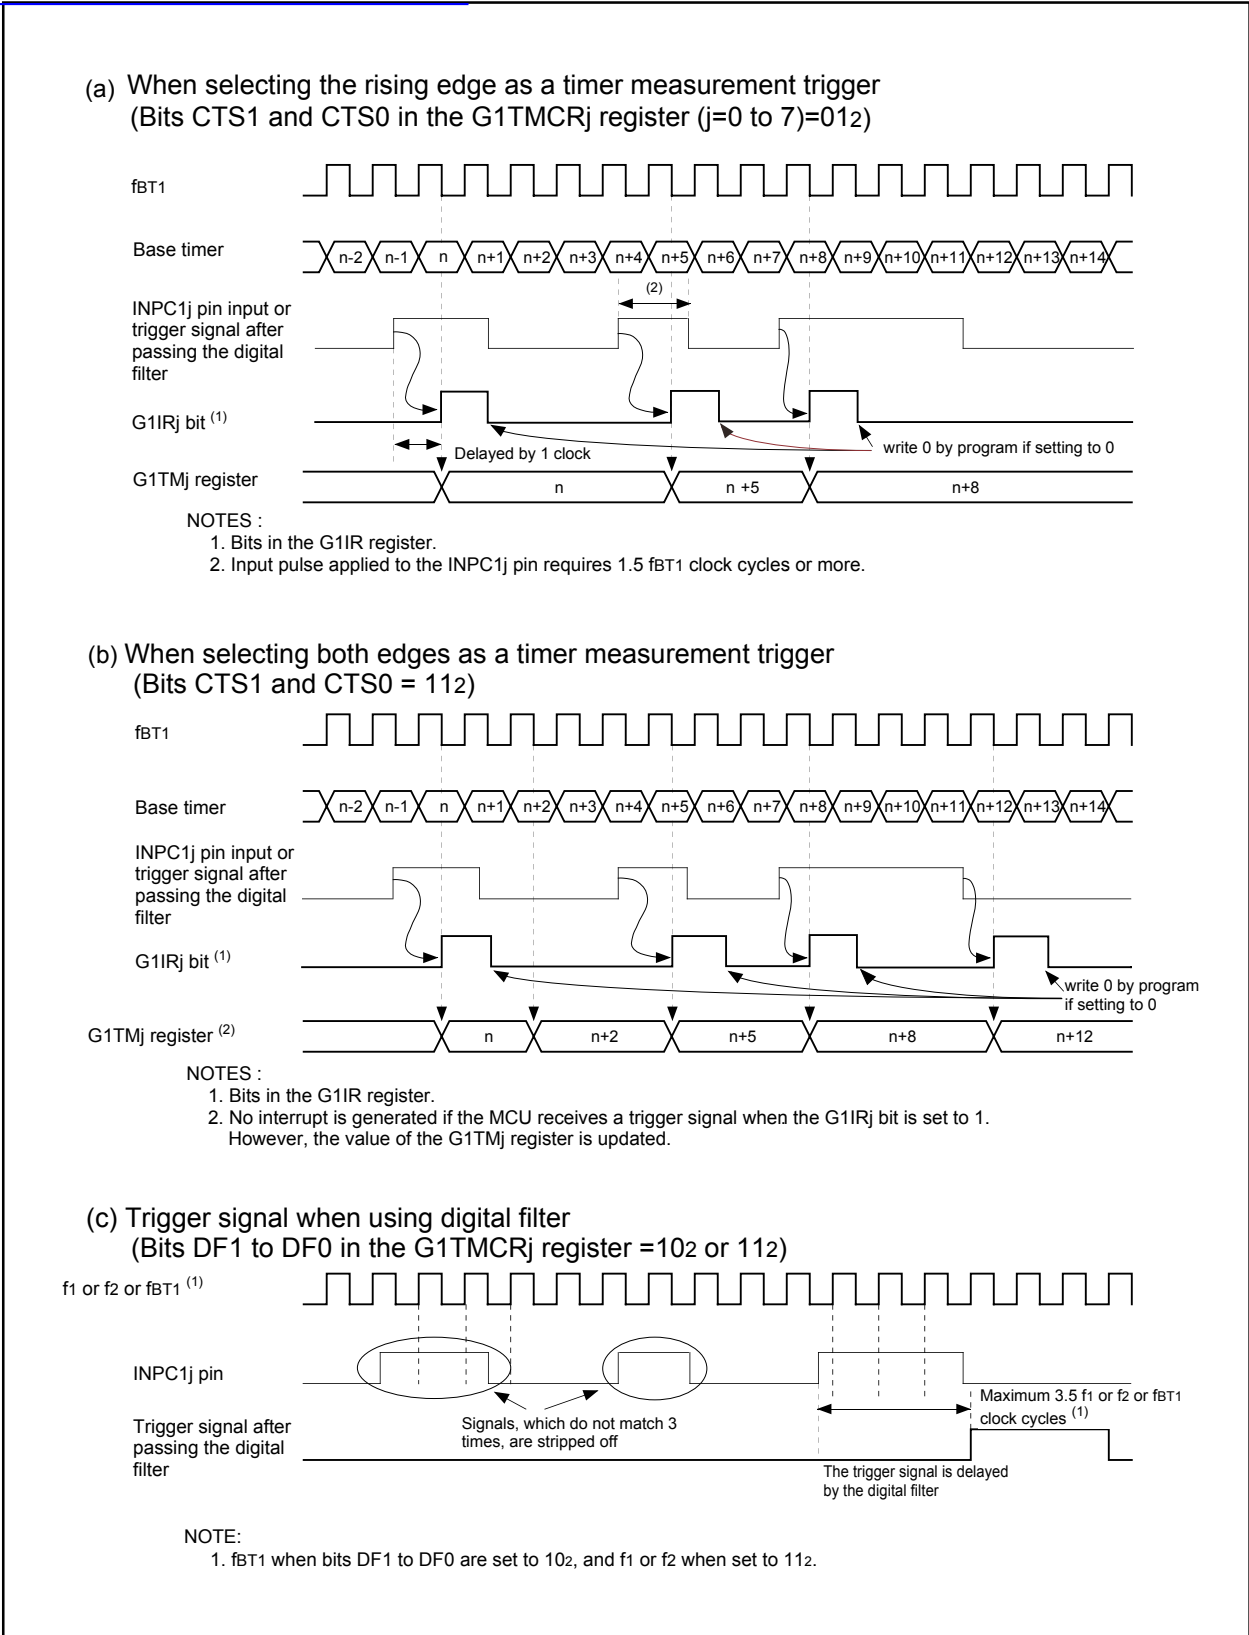 (a) When selecting the rising edge as a timer measurement trigger
(Bits CTS1 and CTS0 in the G1TMCRj register (j=0 to 7)=012)
fBT1
Base timer
n-2 n-1 n n+1 n+2 n+3 n+4 n+5 n+6 n+7 n+8 n+9 n+10 n+11 n+12 n+13 n+14
(2)
INPC1j pin input or
trigger signal after
passing the digital
filter
G1IRj bit (1)
Delayed by 1 clock
write 0 by program if setting to 0
G1TMj register
n n +5 n+8
NOTES :
1. Bits in the G1IR register.
2. Input pulse applied to the INPC1j pin requires 1.5 fBT1 clock cycles or more.
(b) When selecting both edges as a timer measurement trigger
(Bits CTS1 and CTS0 = 112)
fBT1
Base timer
n-2 n-1 n n+1 n+2 n+3 n+4 n+5 n+6 n+7 n+8 n+9 n+10 n+11 n+12 n+13 n+14
INPC1j pin input or
trigger signal after
passing the digital
filter
G1IRj bit (1)
write 0 by program
if setting to 0
G1TMj register (2)
n n+2 n+5 n+8 n+12
NOTES :
1. Bits in the G1IR register.
2. No interrupt is generated if the MCU receives a trigger signal when the G1IRj bit is set to 1.
However, the value of the G1TMj register is updated.
(c) Trigger signal when using digital filter
(Bits DF1 to DF0 in the G1TMCRj register =102 or 112)
f1 or f2 or fBT1 (1)
INPC1j pin
Maximum 3.5 f1 or f2 or fBT1
clock cycles (1)
Signals, which do not match 3
times, are stripped off
Trigger signal after
passing the digital
filter
The trigger signal is delayed
by the digital filter
NOTE:
1. fBT1 when bits DF1 to DF0 are set to 102, and f1 or f2 when set to 112.